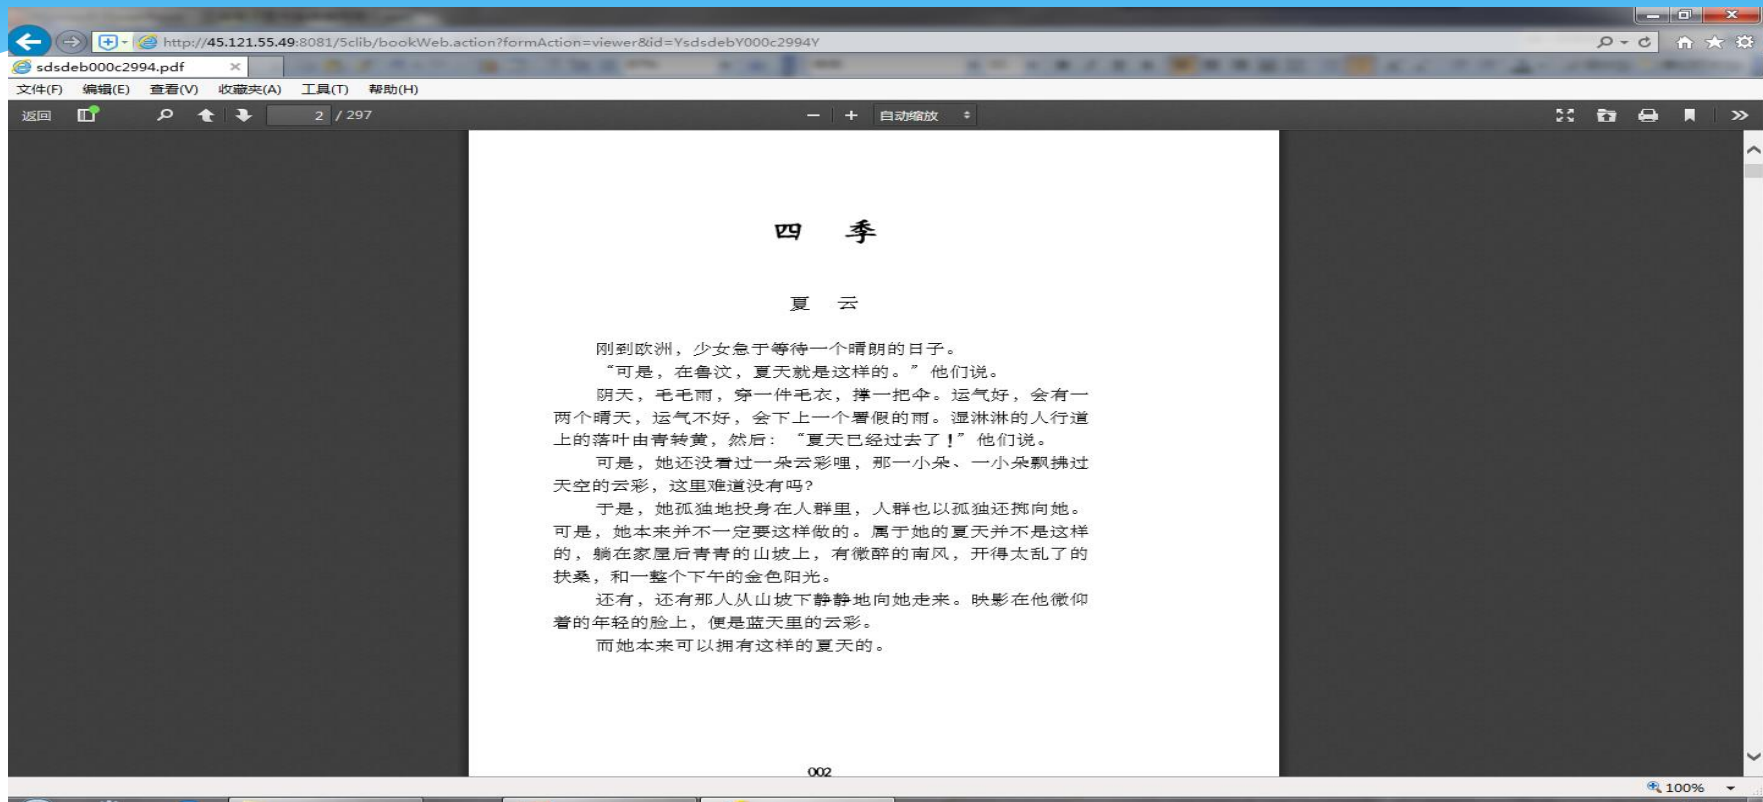 http://45.121.55.49:8081/5clib/bookWeb.action?formAction=viewer&id=YsdsdebY000c2994Y
sdsdeb000c2994.pdf
文件(F) 编辑(E) 查看(V) 收藏夹(A) 工具(T) 帮助(H)
返回 2 / 297 自动缩放
四 季
夏 云
刚到欧洲，少女急于等待一个晴朗的日子。
“可是，在鲁汶，夏天就是这样的。”他们说。
阴天，毛毛雨，穿一件毛衣，撑一把伞。运气好，会有一
两个晴天，运气不好，会下上一个暑假的雨。湿淋淋的人行道
上的落叶由青转黄，然后：“夏天已经过去了！”他们说。
可是，她还没看过一朵云彩哩，那一小朵、一小朵飘拂过
天空的云彩，这里难道没有吗？
于是，她孤独地投身在人群里，人群也以孤独还掷向她。
可是，她本来并不一定要这样做的。属于她的夏天并不是这样
的，躺在家屋后青青的山坡上，有微醉的南风，开得太乱了的
扶桑，和一整个下午的金色阳光。
还有，还有那人从山坡下静静地向她走来。映影在他微仰
着的年轻的脸上，便是蓝天里的云彩。
而她本来可以拥有这样的夏天的。
002
100%